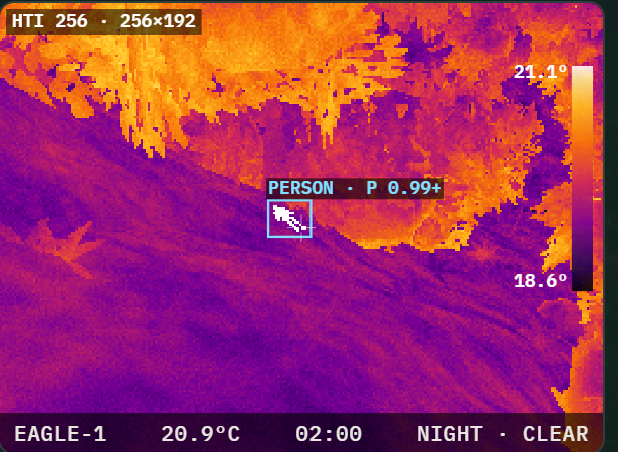 HTI 256 · 256×192
21.1°
PERSON · P 0.99+
18.6°
EAGLE-1 20.9°C 02:00 NIGHT · CLEAR